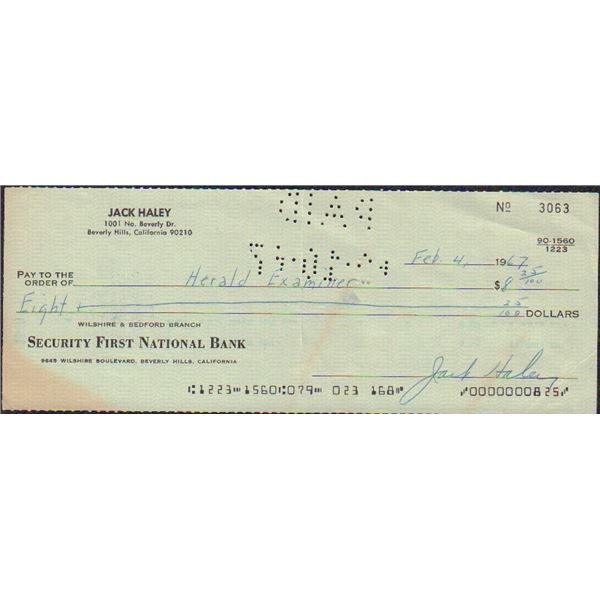 PAID
JACK HALEY
1001 No. Beverly Dr.
Beverly Hills, California 90210
Nº 3063
90-1560
1223
Feb. 4, 1967
PAY TO THE
ORDER OF Herald Examiner $8 25/100
Eight + 25/100 DOLLARS
WILSHIRE & BEDFORD BRANCH
SECURITY FIRST NATIONAL BANK
9645 WILSHIRE BOULEVARD, BEVERLY HILLS, CALIFORNIA
Jack Haley
⑆1223⑉1560⑆079⑈023 168⑈ ⑈0000000825⑈